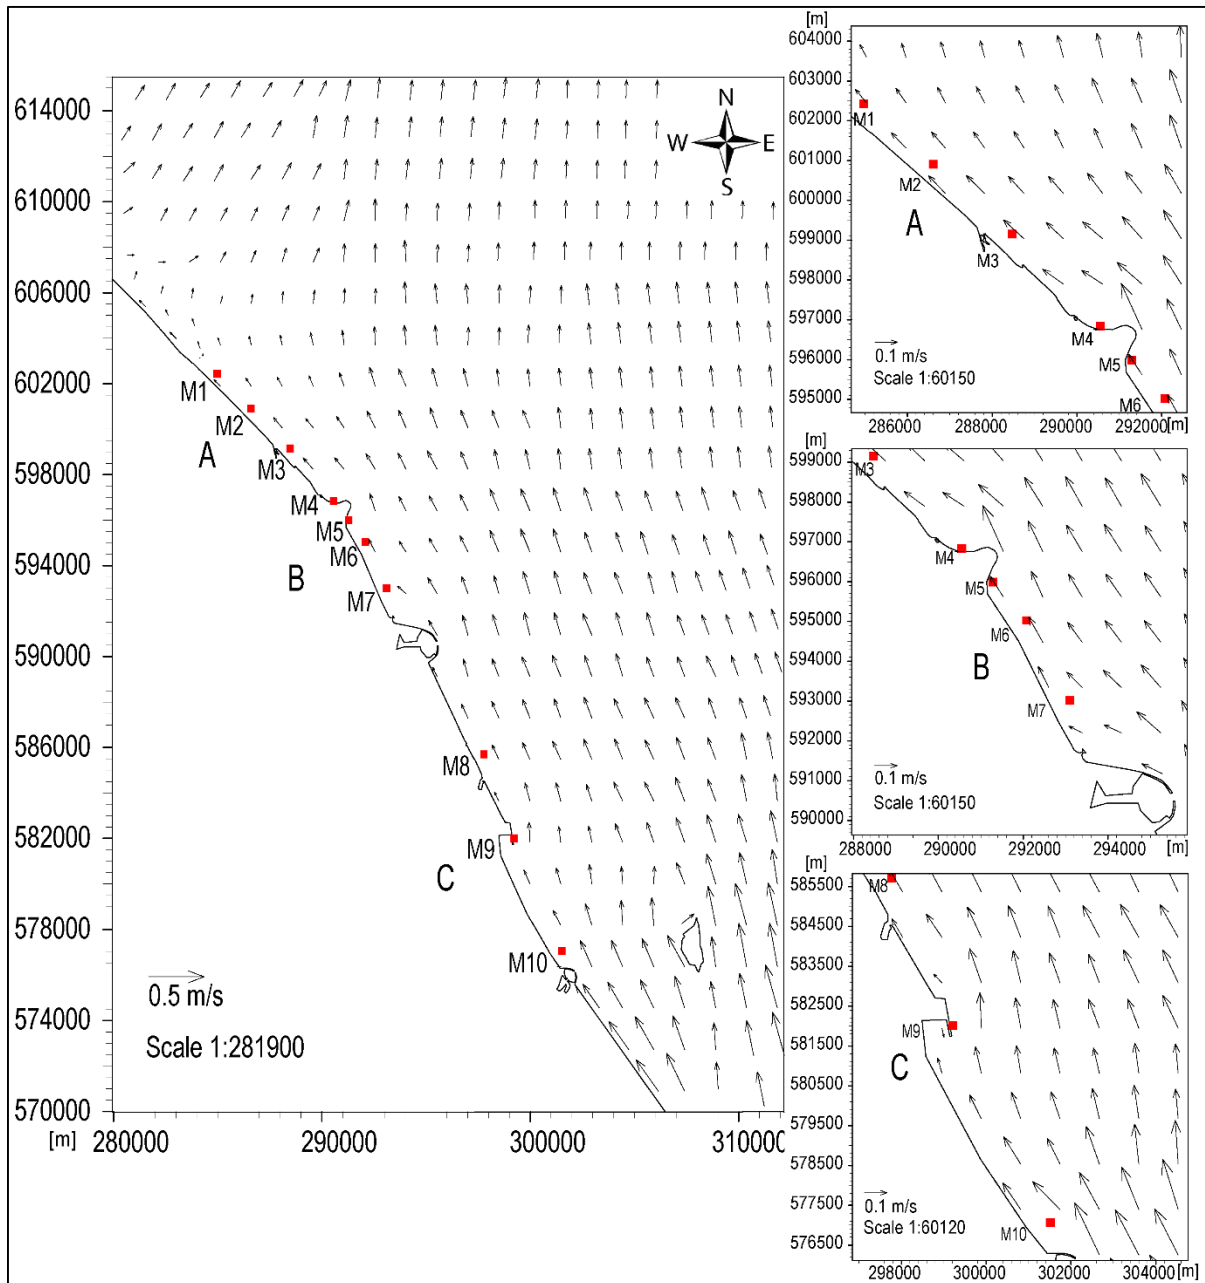 614000
610000
606000
602000
598000
594000
590000
586000
582000
578000
574000
570000
[m]
280000
290000
300000
310000
N
W
E
S
M1
M2
A
M3
M4
M5
M6
B
M7
M8
M9
C
M10
0.5 m/s
Scale 1:281900
[m]
604000
603000
602000
601000
600000
599000
598000
597000
596000
595000
M1
M2
A
M3
M4
M5
M6
0.1 m/s
Scale 1:60150
286000
288000
290000
292000
[m]
[m]
599000
598000
597000
596000
595000
594000
593000
592000
591000
590000
M3
M4
M5
M6
B
M7
0.1 m/s
Scale 1:60150
288000
290000
292000
294000
[m]
[m]
585500
584500
583500
582500
581500
580500
579500
578500
577500
576500
M8
M9
C
M10
0.1 m/s
Scale 1:60120
298000
300000
302000
304000
[m]